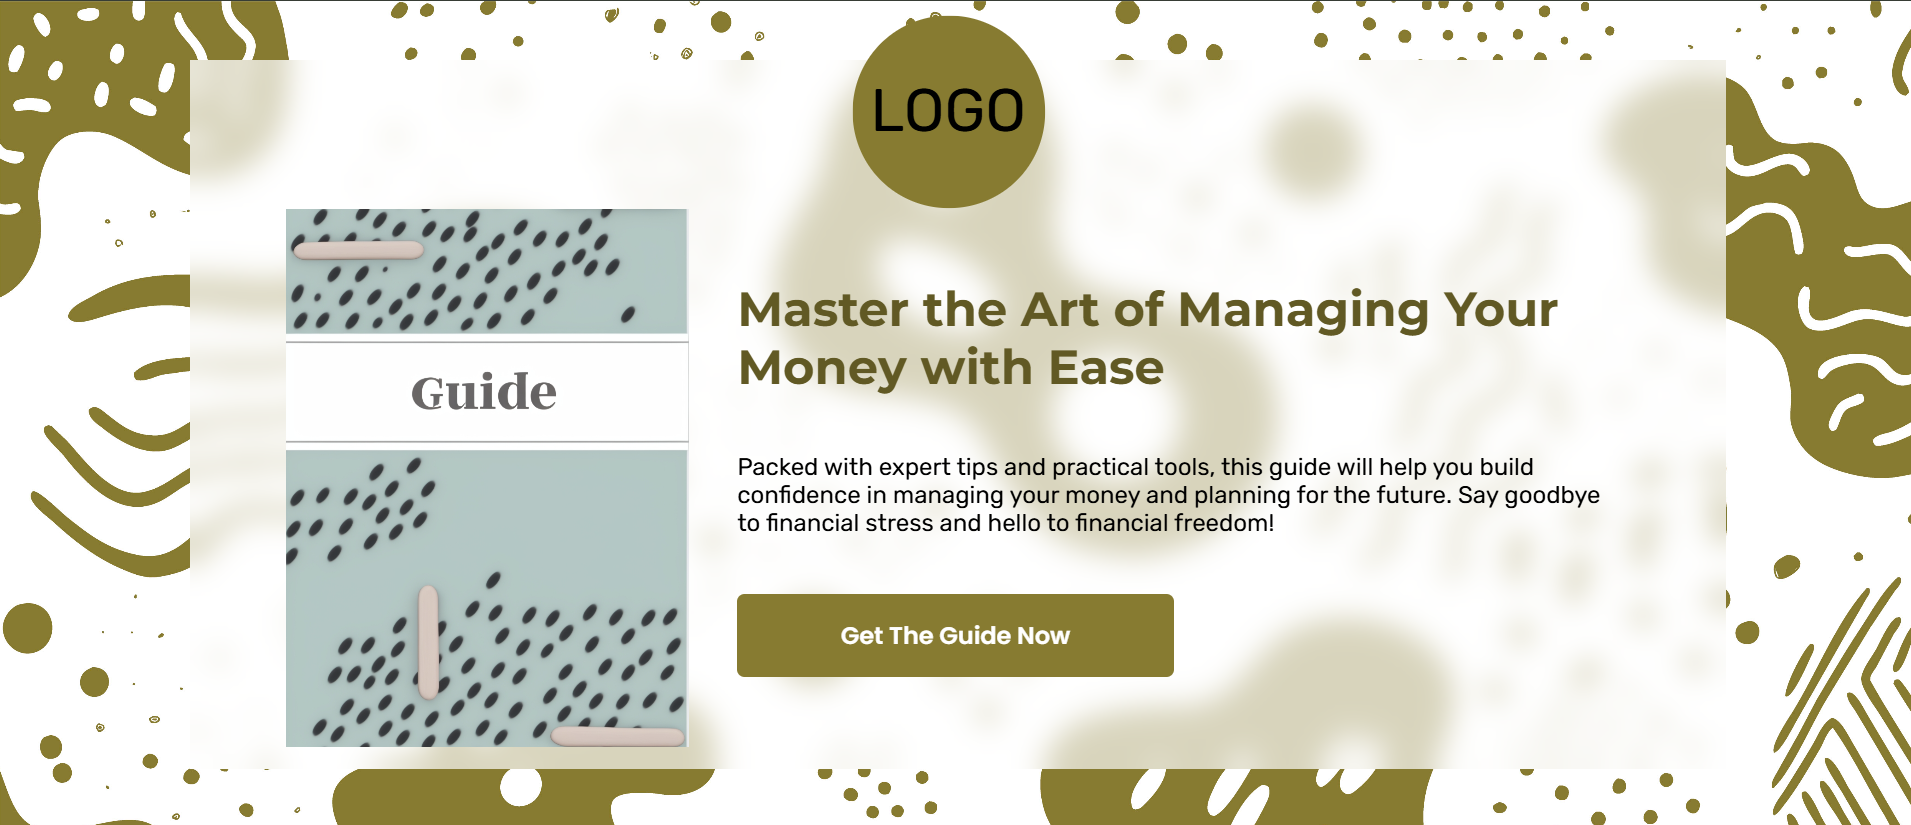 LOGO
Guide
Master the Art of Managing Your
Money with Ease
Packed with expert tips and practical tools, this guide will help you build
confidence in managing your money and planning for the future. Say goodbye
to financial stress and hello to financial freedom!
Get The Guide Now